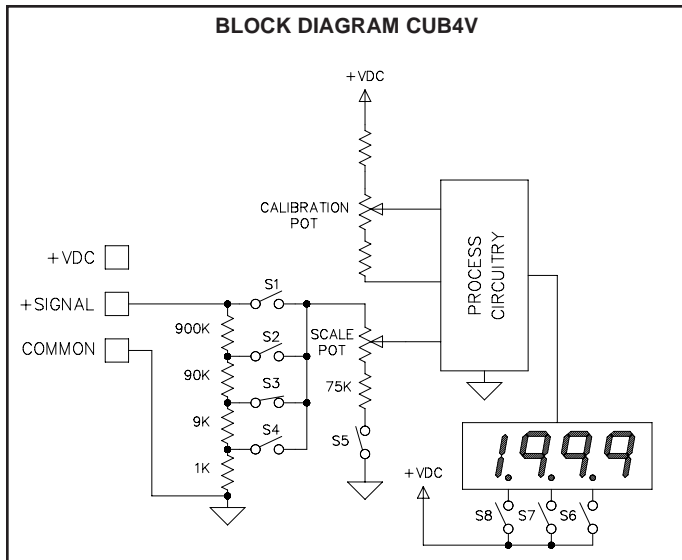 BLOCK DIAGRAM CUB4V
+VDC
CALIBRATION
POT
PROCESS
CIRCUITRY
+VDC
+SIGNAL
COMMON
S1
900K
S2
SCALE
POT
90K
S3
75K
9K
S4
S5
1K
1.9.9.9
+VDC
S8
S7
S6